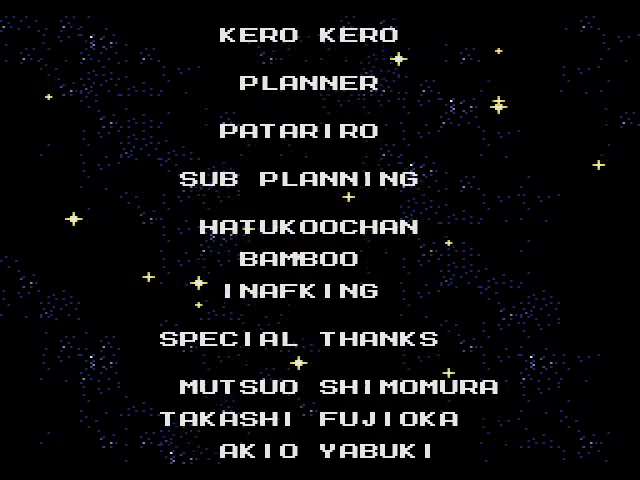 KERO KERO
PLANNER
PATARIRO
SUB PLANNING
HATUKOOCHAN
BAMBOO
INAFKING
SPECIAL THANKS
MUTSUO SHIMOMURA
TAKASHI FUJIOKA
AKIO YABUKI